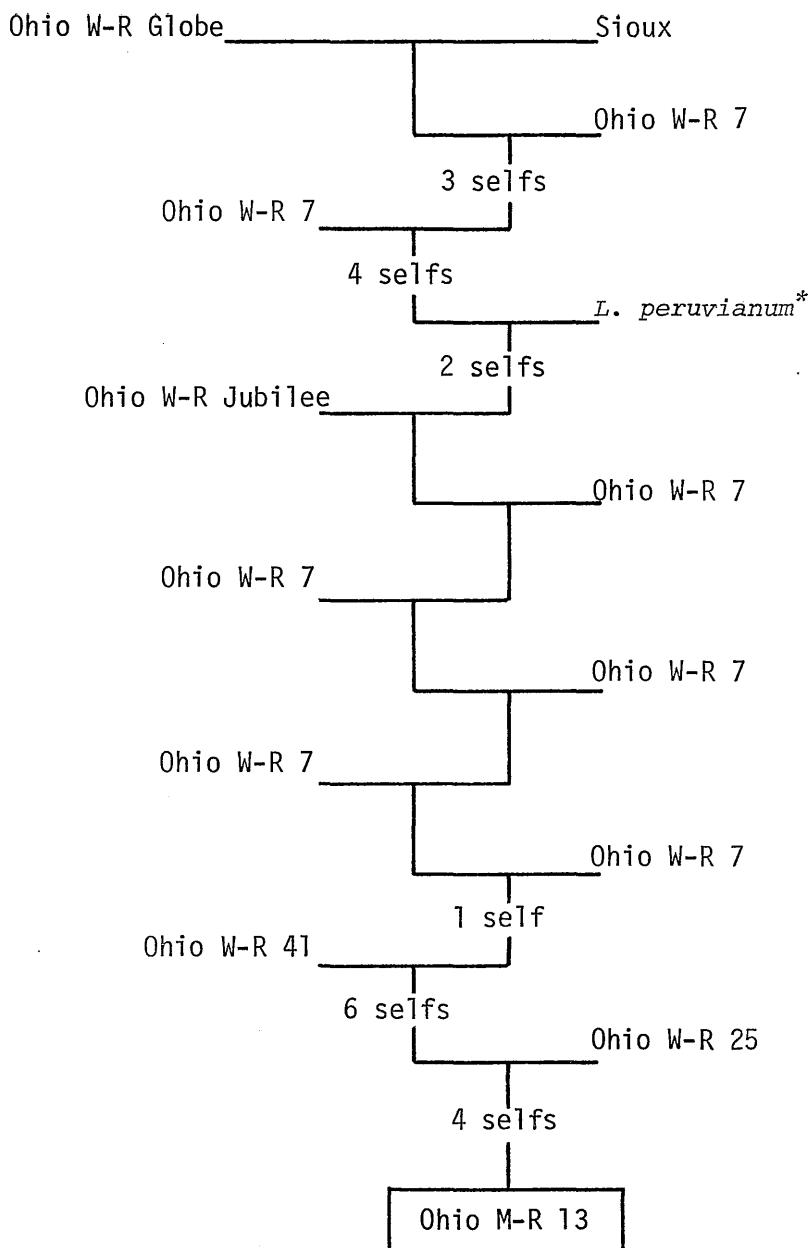 Ohio W-R Globe
Sioux
Ohio W-R 7
3 selfs
Ohio W-R 7
4 selfs
L. peruvianum*
2 selfs
Ohio W-R Jubilee
Ohio W-R 7
Ohio W-R 7
Ohio W-R 7
Ohio W-R 7
Ohio W-R 7
1 self
Ohio W-R 41
6 selfs
Ohio W-R 25
4 selfs
Ohio M-R 13